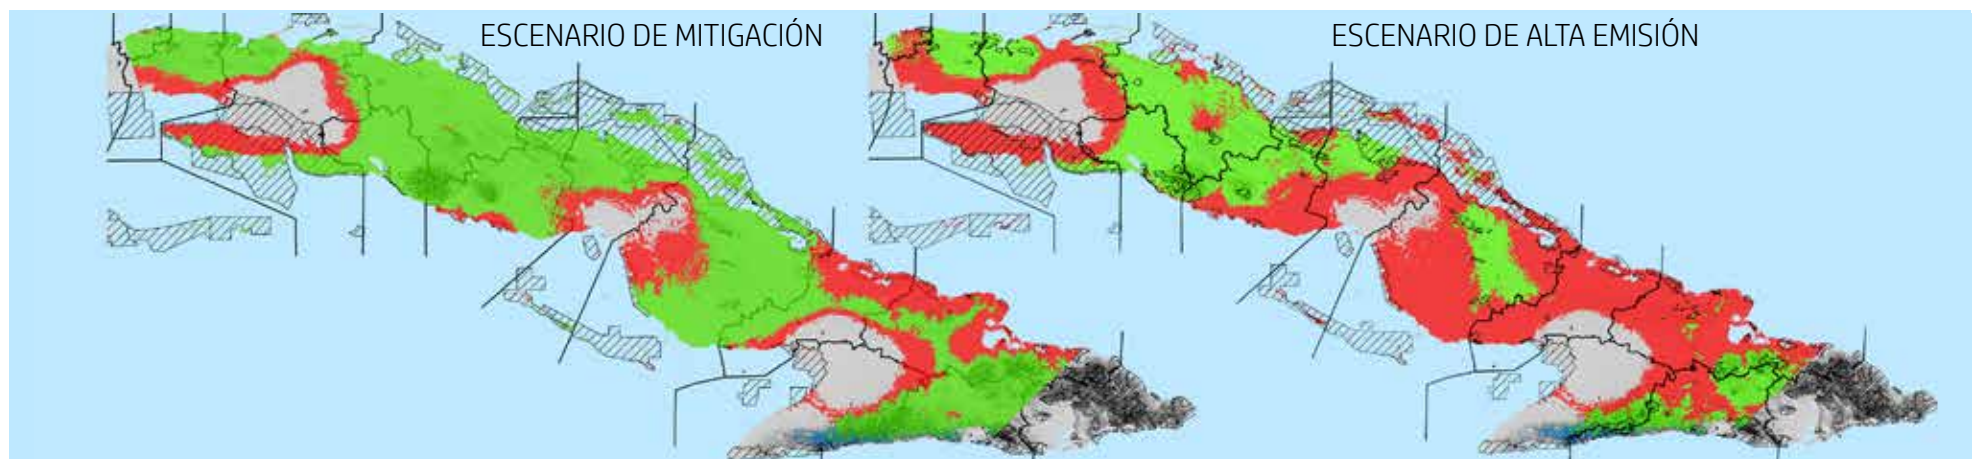 ESCENARIO DE MITIGACIÓN
ESCENARIO DE ALTA EMISIÓN